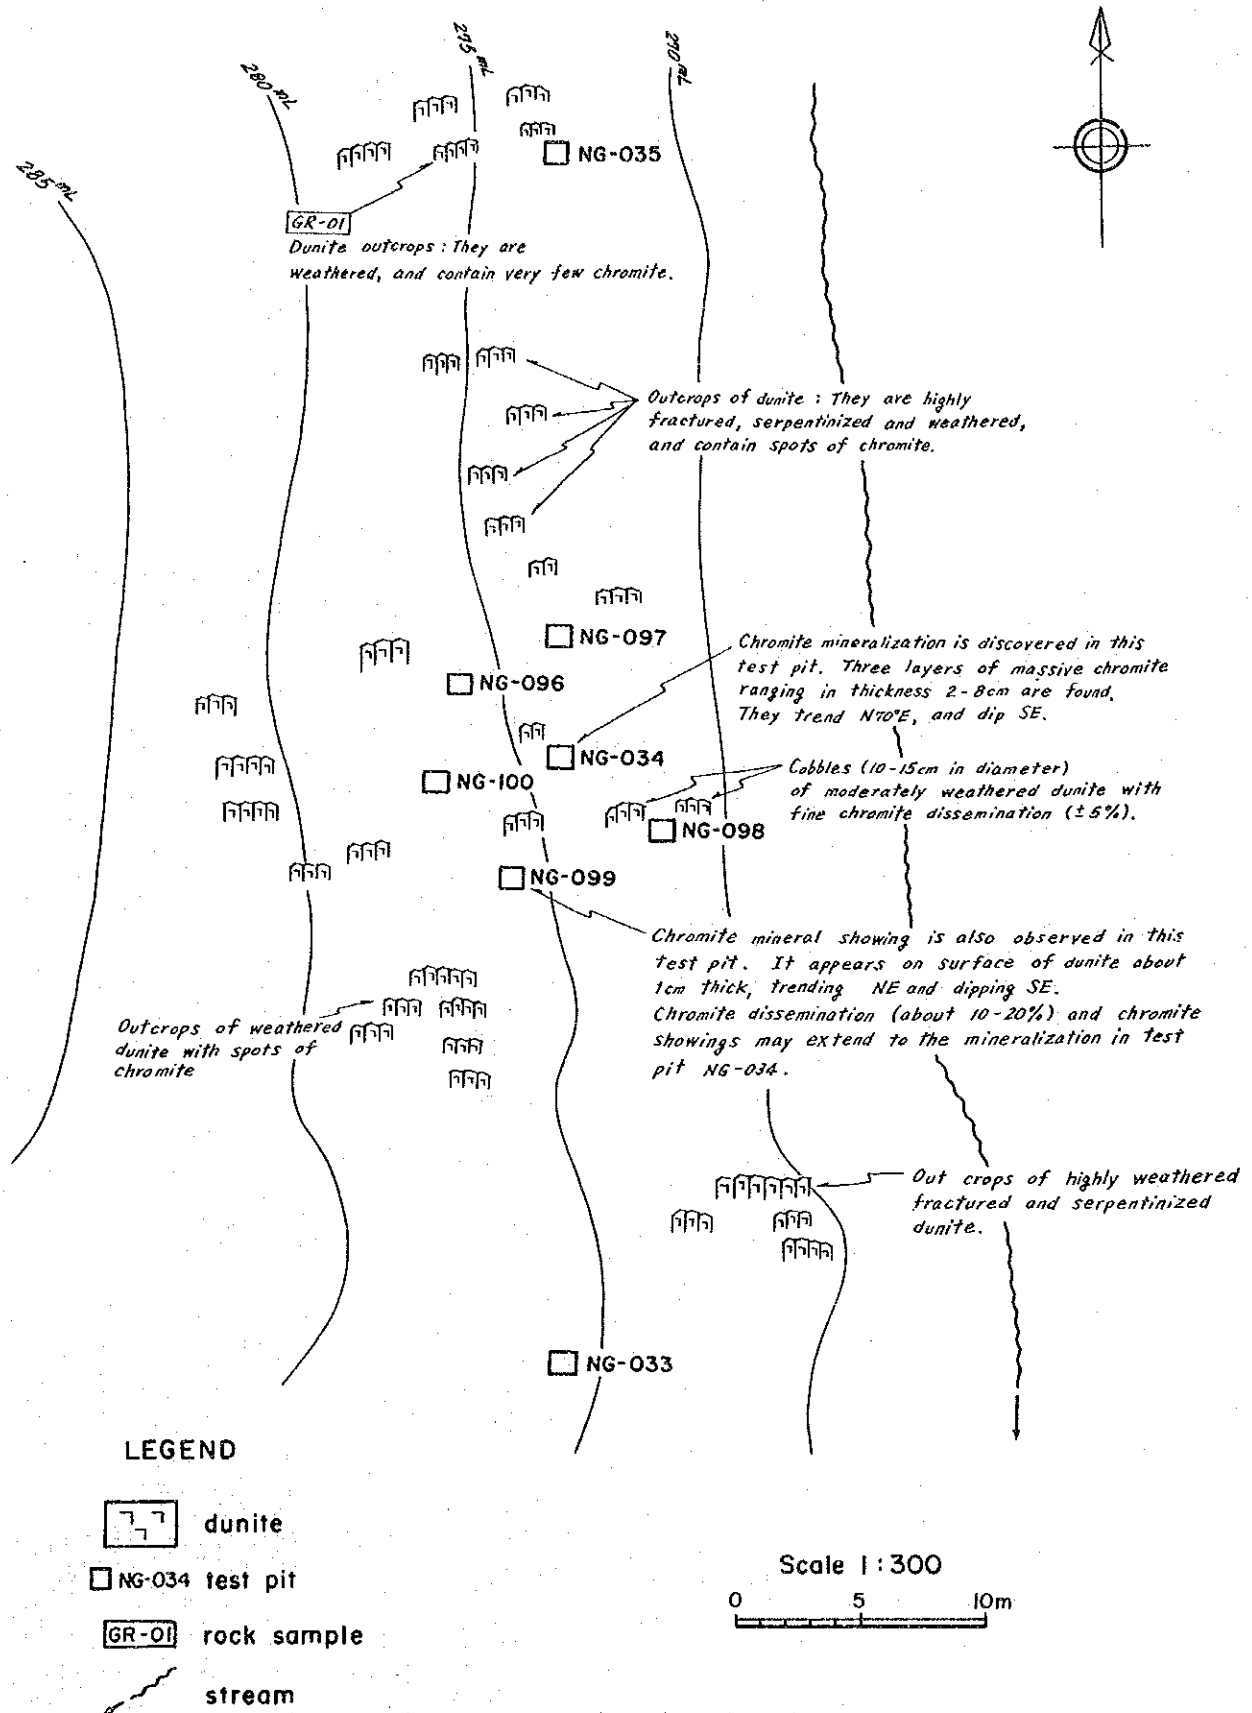 275ᵐL
270ᵐL
280ᵐL
285ᵐL
NG-035
GR-01
Dunite outcrops : They are
weathered, and contain very few chromite.
Outcrops of dunite : They are highly
fractured, serpentinized and weathered,
and contain spots of chromite.
NG-097
Chromite mineralization is discovered in this
test pit. Three layers of massive chromite
ranging in thickness 2-8cm are found.
They trend N70°E, and dip SE.
NG-096
NG-034
NG-100
Cobbles (10-15cm in diameter)
of moderately weathered dunite with
fine chromite dissemination (±5%).
NG-098
NG-099
Chromite mineral showing is also observed in this
test pit. It appears on surface of dunite about
1cm thick, trending NE and dipping SE.
Chromite dissemination (about 10-20%) and chromite
showings may extend to the mineralization in test
pit NG-034.
Outcrops of weathered
dunite with spots of
chromite
Out crops of highly weathered
fractured and serpentinized
dunite.
NG-033
LEGEND
dunite
NG-034 test pit
GR-01 rock sample
stream
Scale 1:300
0 5 10m